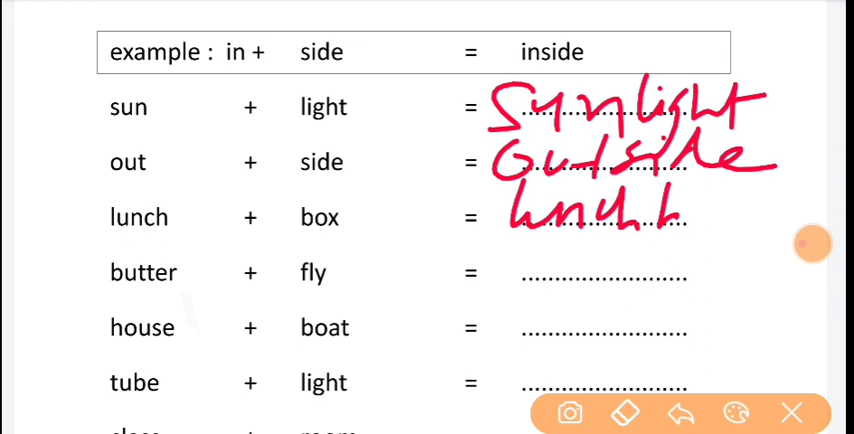 example : in + side = inside
sun + light = Sunlight
out + side = Outside
lunch + box = lunch b
butter + fly = ............................
house + boat = ............................
tube + light = ............................